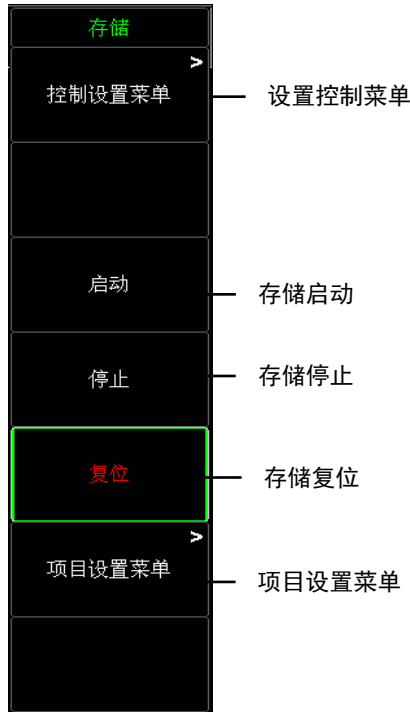 存储
>
控制设置菜单
设置控制菜单
启动
存储启动
停止
存储停止
复位
存储复位
>
项目设置菜单
项目设置菜单